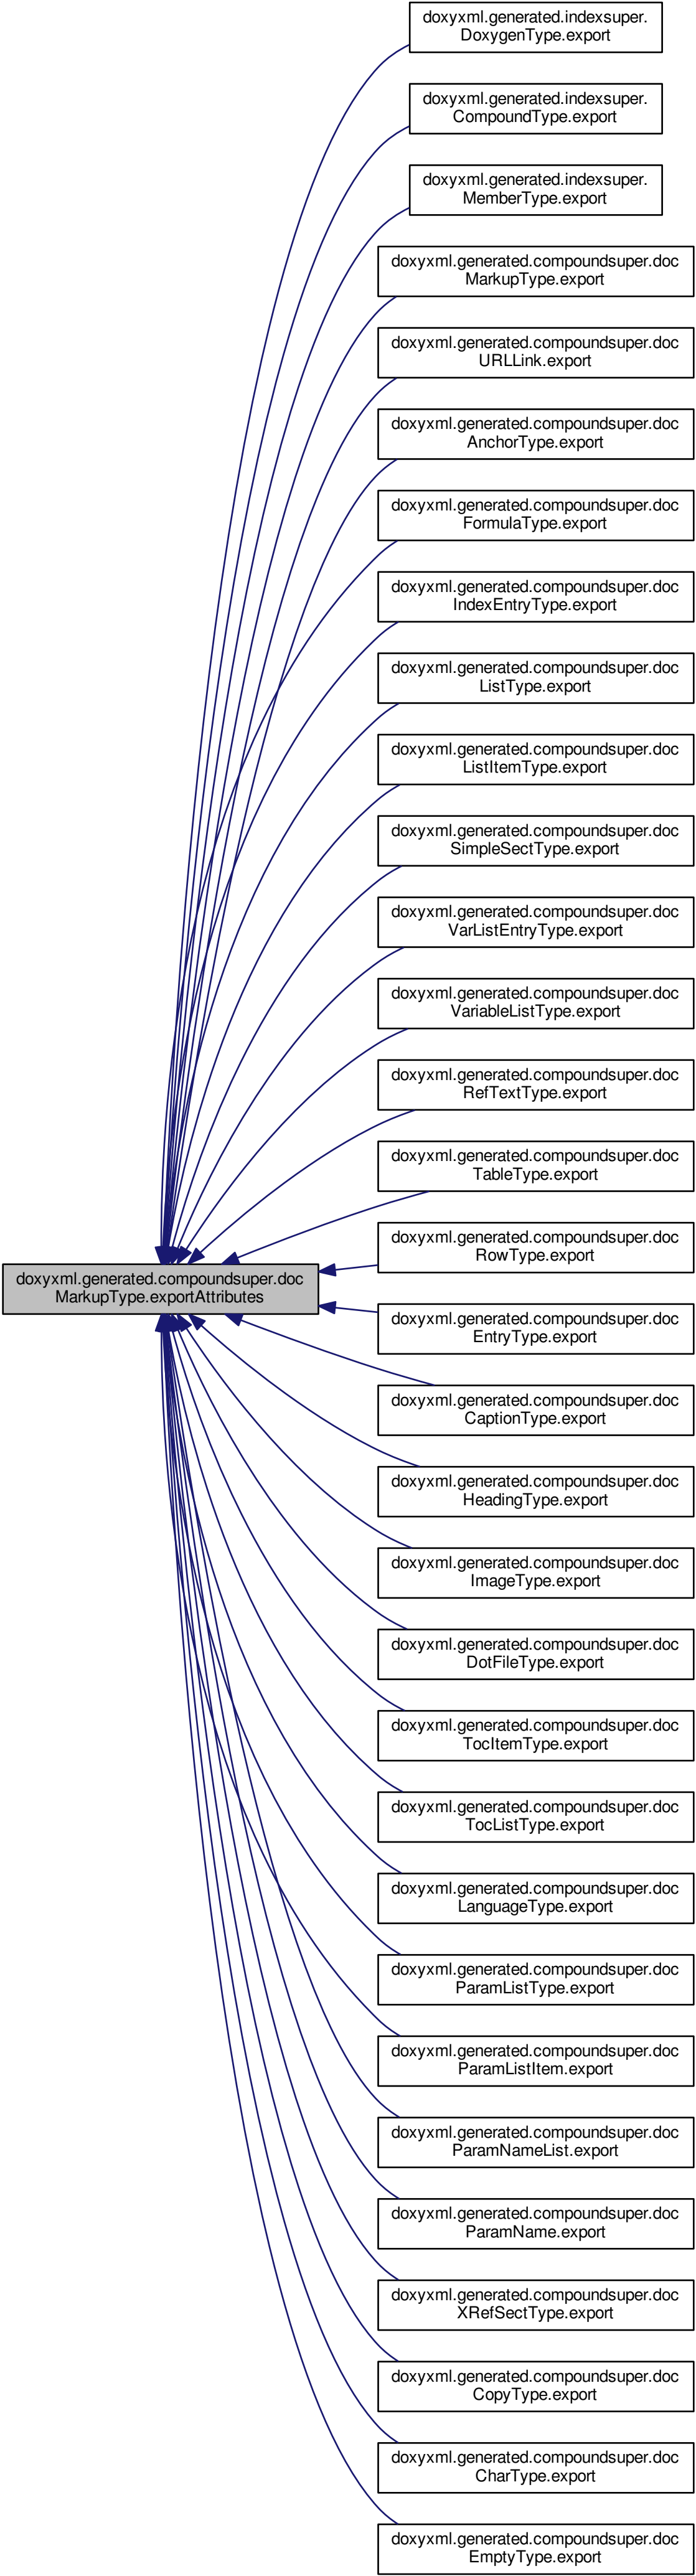 doxyxml.generated.indexsuper.
DoxygenType.export
doxyxml.generated.indexsuper.
CompoundType.export
doxyxml.generated.indexsuper.
MemberType.export
doxyxml.generated.compoundsuper.doc
MarkupType.export
doxyxml.generated.compoundsuper.doc
URLLink.export
doxyxml.generated.compoundsuper.doc
AnchorType.export
doxyxml.generated.compoundsuper.doc
FormulaType.export
doxyxml.generated.compoundsuper.doc
IndexEntryType.export
doxyxml.generated.compoundsuper.doc
ListType.export
doxyxml.generated.compoundsuper.doc
ListItemType.export
doxyxml.generated.compoundsuper.doc
SimpleSectType.export
doxyxml.generated.compoundsuper.doc
VarListEntryType.export
doxyxml.generated.compoundsuper.doc
VariableListType.export
doxyxml.generated.compoundsuper.doc
RefTextType.export
doxyxml.generated.compoundsuper.doc
TableType.export
doxyxml.generated.compoundsuper.doc
RowType.export
doxyxml.generated.compoundsuper.doc
MarkupType.exportAttributes
doxyxml.generated.compoundsuper.doc
EntryType.export
doxyxml.generated.compoundsuper.doc
CaptionType.export
doxyxml.generated.compoundsuper.doc
HeadingType.export
doxyxml.generated.compoundsuper.doc
ImageType.export
doxyxml.generated.compoundsuper.doc
DotFileType.export
doxyxml.generated.compoundsuper.doc
TocItemType.export
doxyxml.generated.compoundsuper.doc
TocListType.export
doxyxml.generated.compoundsuper.doc
LanguageType.export
doxyxml.generated.compoundsuper.doc
ParamListType.export
doxyxml.generated.compoundsuper.doc
ParamListItem.export
doxyxml.generated.compoundsuper.doc
ParamNameList.export
doxyxml.generated.compoundsuper.doc
ParamName.export
doxyxml.generated.compoundsuper.doc
XRefSectType.export
doxyxml.generated.compoundsuper.doc
CopyType.export
doxyxml.generated.compoundsuper.doc
CharType.export
doxyxml.generated.compoundsuper.doc
EmptyType.export